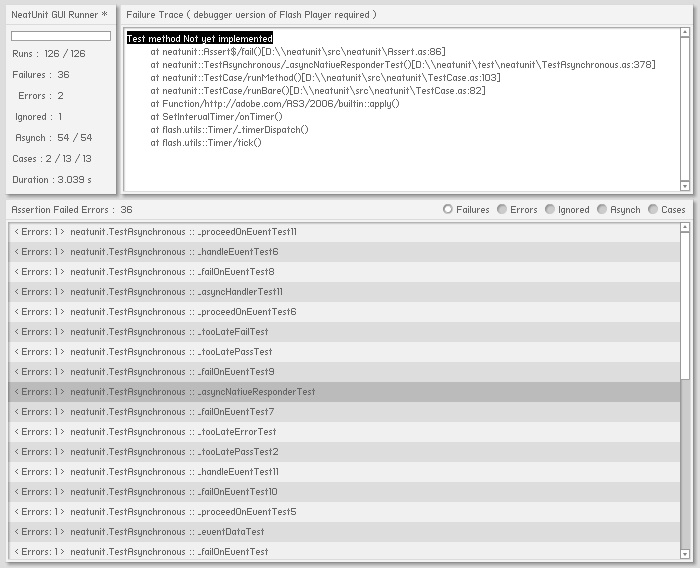 NeatUnit GUI Runner *
Runs : 126 / 126
Failures : 36
Errors : 2
Ignored : 1
Asynch : 54 / 54
Cases : 2 / 13 / 13
Duration : 3.039 s
Failure Trace ( debugger version of Flash Player required )
Test method Not yet implemented
at neatunit::Assert$/fail()[D:\\neatunit\src\neatunit\Assert.as:86]
at neatunit::TestAsynchronous/_asyncNativeResponderTest()[D:\\neatunit\test\neatunit\TestAsynchronous.as:378]
at neatunit::TestCase/runMethod()[D:\\neatunit\src\neatunit\TestCase.as:103]
at neatunit::TestCase/runBare()[D:\\neatunit\src\neatunit\TestCase.as:82]
at Function/http://adobe.com/AS3/2006/builtin::apply()
at SetIntervalTimer/onTimer()
at flash.utils::Timer/_timerDispatch()
at flash.utils::Timer/tick()
Assertion Failed Errors : 36
Failures Errors Ignored Asynch Cases
< Errors: 1 > neatunit.TestAsynchronous :: _proceedOnEventTest11
< Errors: 1 > neatunit.TestAsynchronous :: _handleEventTest6
< Errors: 1 > neatunit.TestAsynchronous :: _failOnEventTest8
< Errors: 1 > neatunit.TestAsynchronous :: _asyncHandlerTest11
< Errors: 1 > neatunit.TestAsynchronous :: _proceedOnEventTest6
< Errors: 1 > neatunit.TestAsynchronous :: _tooLateFailTest
< Errors: 1 > neatunit.TestAsynchronous :: _tooLatePassTest
< Errors: 1 > neatunit.TestAsynchronous :: _failOnEventTest9
< Errors: 1 > neatunit.TestAsynchronous :: _asyncNativeResponderTest
< Errors: 1 > neatunit.TestAsynchronous :: _failOnEventTest7
< Errors: 1 > neatunit.TestAsynchronous :: _tooLateErrorTest
< Errors: 1 > neatunit.TestAsynchronous :: _tooLatePassTest2
< Errors: 1 > neatunit.TestAsynchronous :: _handleEventTest11
< Errors: 1 > neatunit.TestAsynchronous :: _failOnEventTest10
< Errors: 1 > neatunit.TestAsynchronous :: _proceedOnEventTest5
< Errors: 1 > neatunit.TestAsynchronous :: _eventDataTest
< Errors: 1 > neatunit.TestAsynchronous :: _failOnEventTest